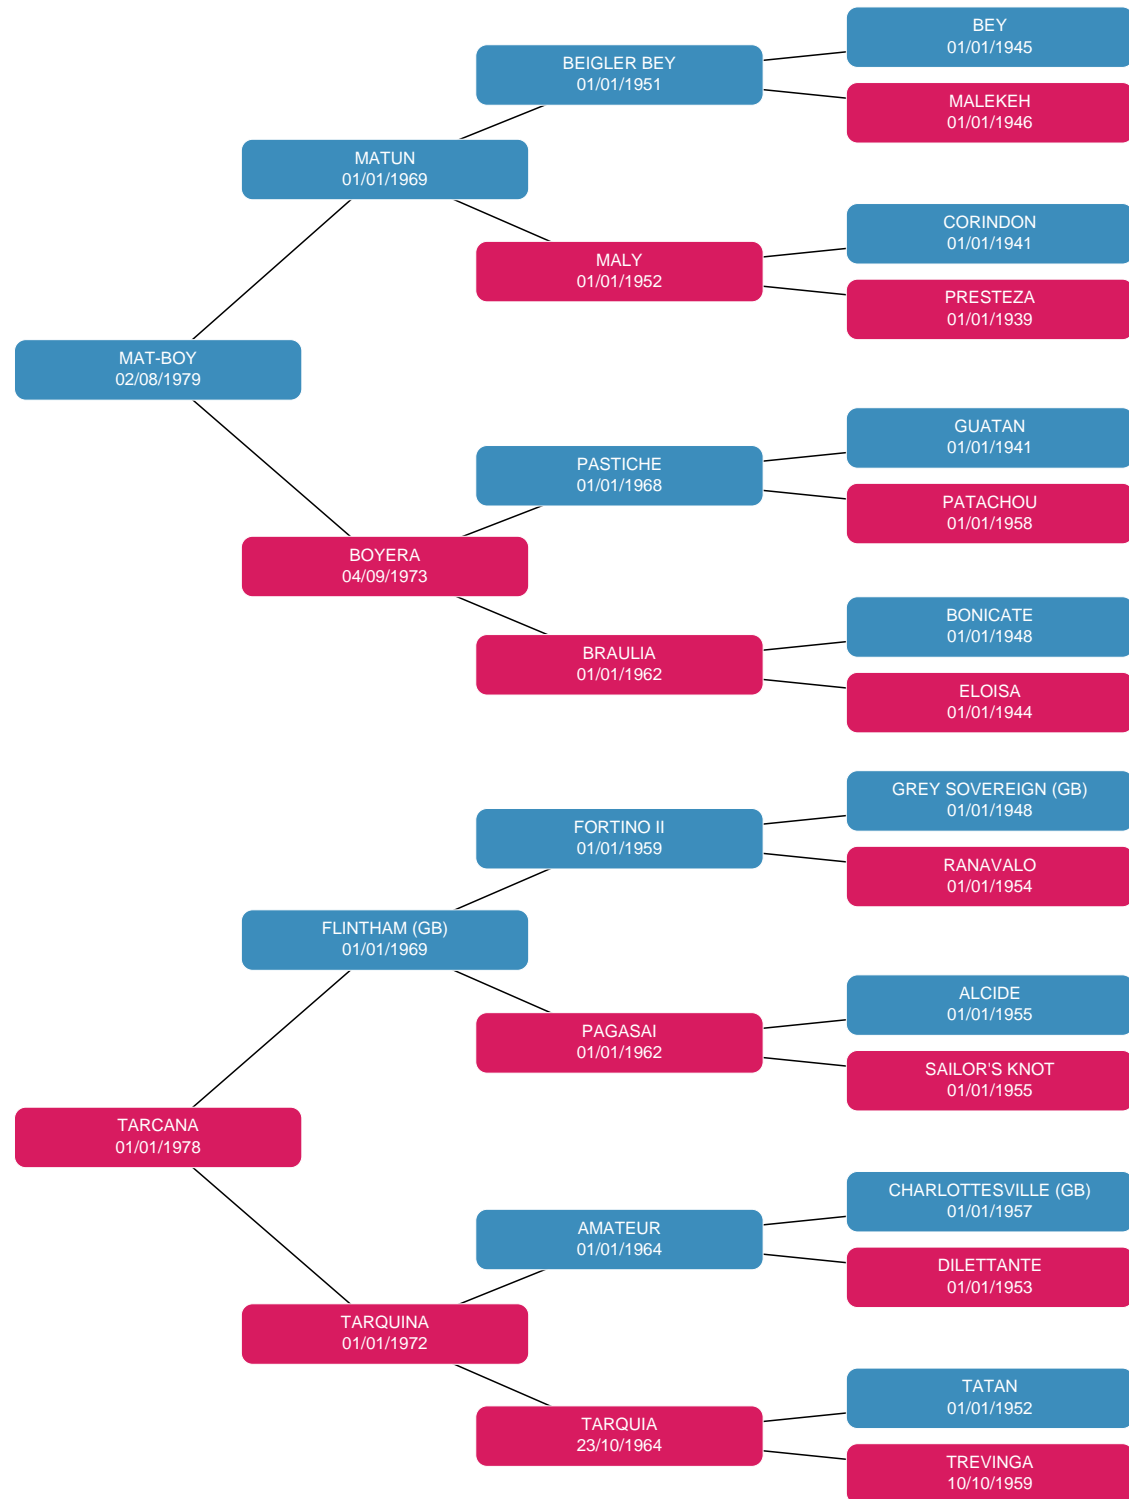 BEY
01/01/1945
BEIGLER BEY
01/01/1951
MALEKEH
01/01/1946
MATUN
01/01/1969
CORINDON
01/01/1941
MALY
01/01/1952
PRESTEZA
01/01/1939
MAT-BOY
02/08/1979
GUATAN
01/01/1941
PASTICHE
01/01/1968
PATACHOU
01/01/1958
BOYERA
04/09/1973
BONICATE
01/01/1948
BRAULIA
01/01/1962
ELOISA
01/01/1944
GREY SOVEREIGN (GB)
01/01/1948
FORTINO II
01/01/1959
RANAVALO
01/01/1954
FLINTHAM (GB)
01/01/1969
ALCIDE
01/01/1955
PAGASAI
01/01/1962
SAILOR'S KNOT
01/01/1955
TARCANA
01/01/1978
CHARLOTTESVILLE (GB)
01/01/1957
AMATEUR
01/01/1964
DILETTANTE
01/01/1953
TARQUINA
01/01/1972
TATAN
01/01/1952
TARQUIA
23/10/1964
TREVINGA
10/10/1959